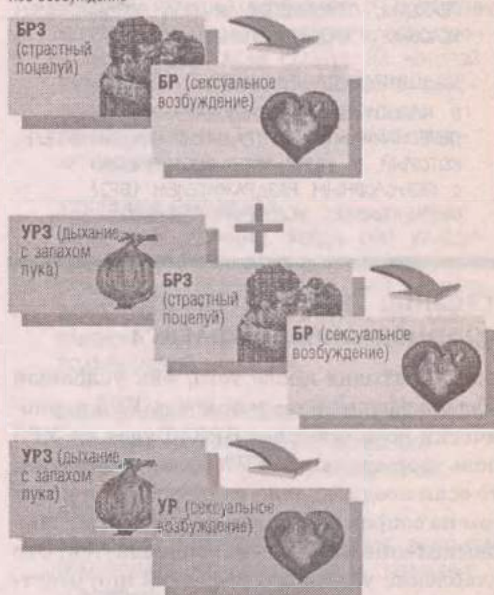 БРЗ
(страстный
поцелуй)
БР (сексуальное
возбуждение)
УРЗ (дыхание
с запахом
лука)
+
БРЗ
(страстный
поцелуй)
БР (сексуальное
возбуждение)
УРЗ (дыхание
с запахом
лука)
УР (сексуальное
возбуждение)